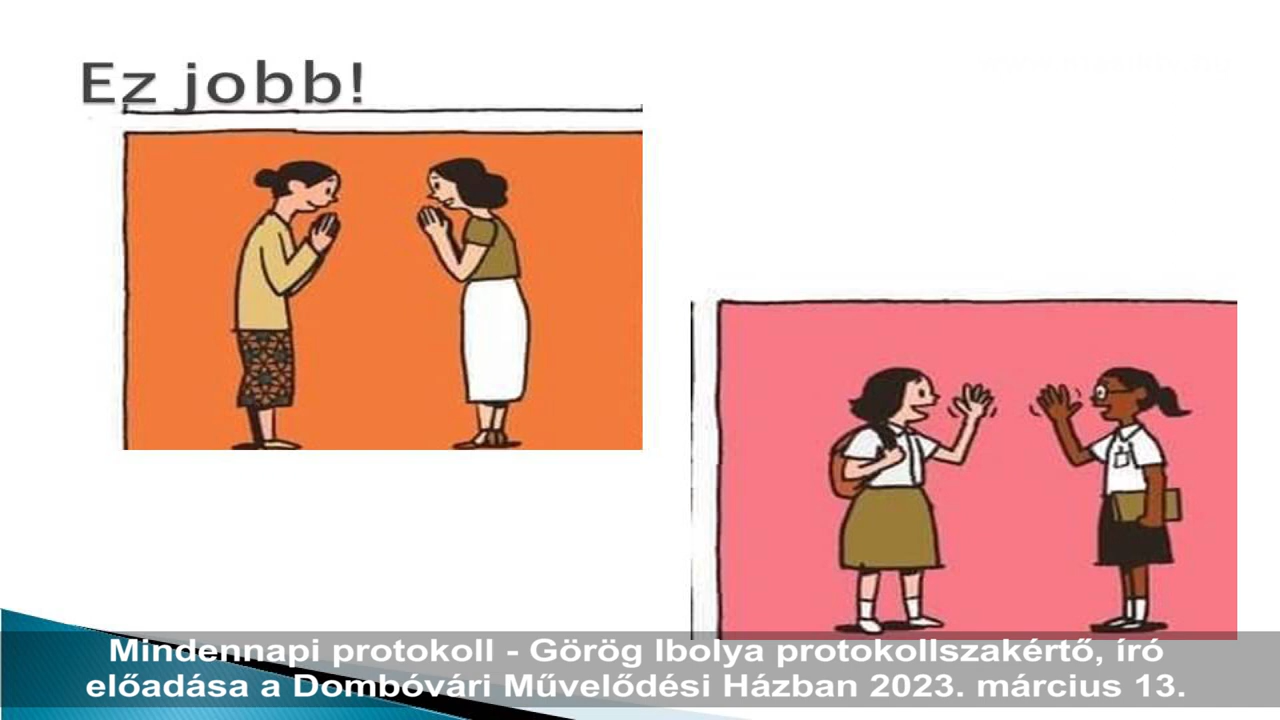 Ez jobb!
Mindennapi protokoll - Görög Ibolya protokollszakértő, író
előadása a Dombóvári Művelődési Házban 2023. március 13.